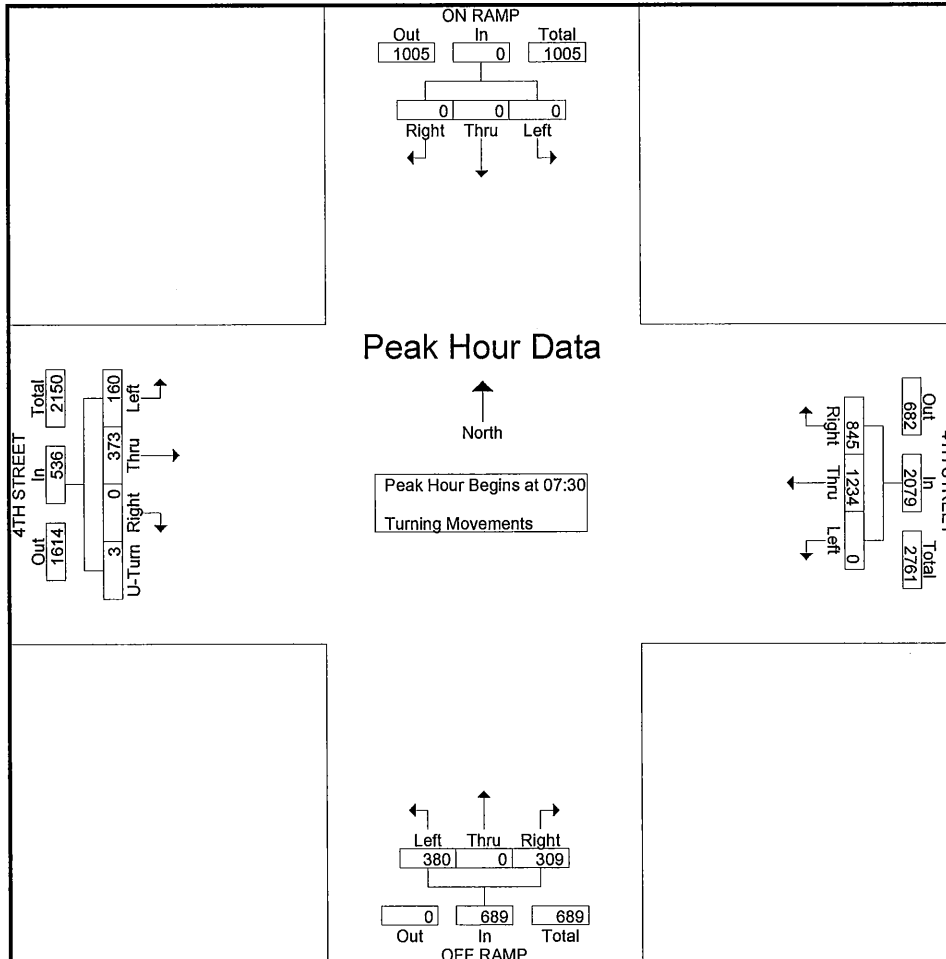 ON RAMP
Out In Total
1005 0 1005
0 0 0
Right Thru Left
Peak Hour Data
North
Peak Hour Begins at 07:30
Turning Movements
4TH STREET
Total In Out
2150 536 1614
160 373 0 3
Left Thru Right U-Turn
Right Thru Left
845 1234 0
Out In Total
682 2079 2761
4TH STREET
Left Thru Right
380 0 309
0 689 689
Out In Total
OFF RAMP